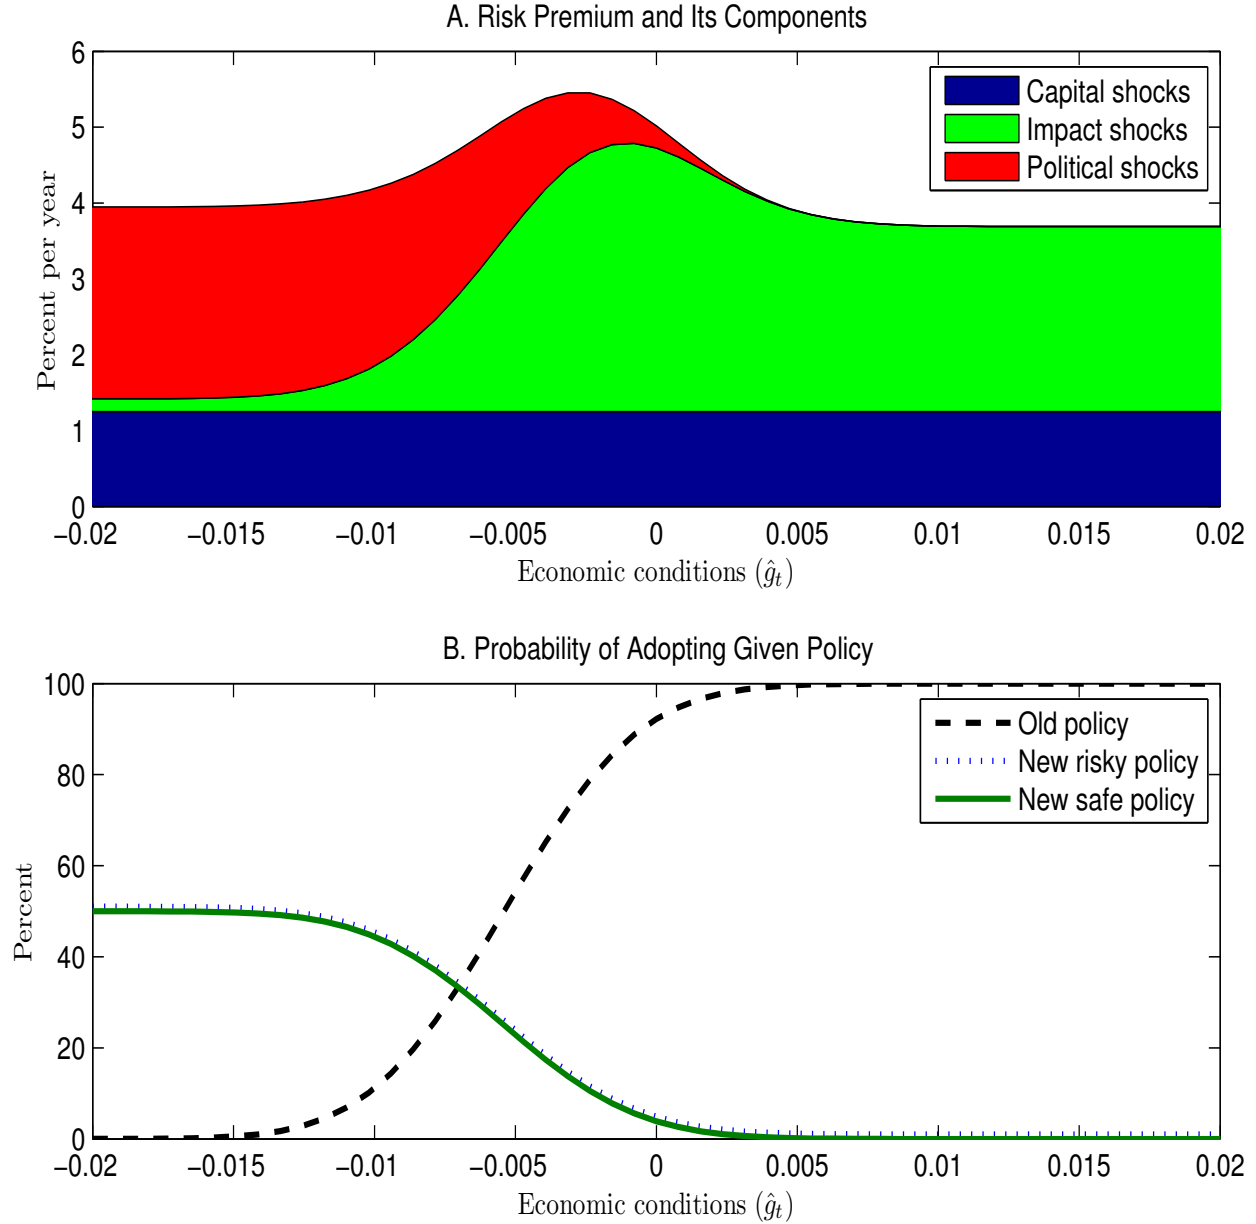 A. Risk Premium and Its Components
6
5
4
3
2
1
0
Percent per year
Capital shocks
Impact shocks
Political shocks
−0.02 −0.015 −0.01 −0.005 0 0.005 0.01 0.015 0.02
Economic conditions (ĝₜ)
B. Probability of Adopting Given Policy
100
80
60
40
20
0
Percent
Old policy
New risky policy
New safe policy
−0.02 −0.015 −0.01 −0.005 0 0.005 0.01 0.015 0.02
Economic conditions (ĝₜ)